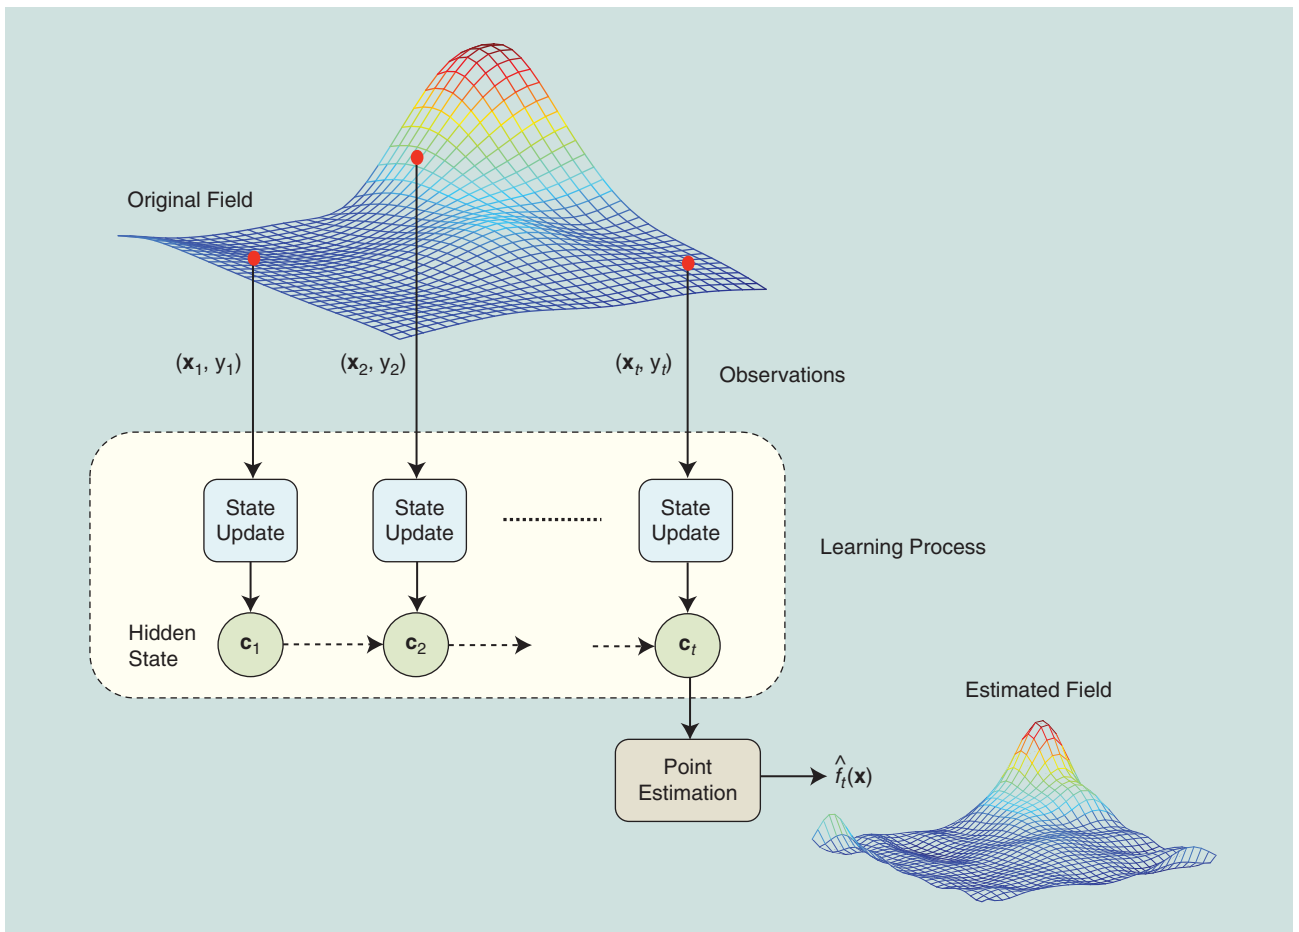 Original Field
(x₁, y₁)
(x₂, y₂)
(xₜ, yₜ)
Observations
State
Update
State
Update
State
Update
Learning Process
Hidden
State
c₁
c₂
cₜ
Estimated Field
Point
Estimation
f̂ₜ(x)